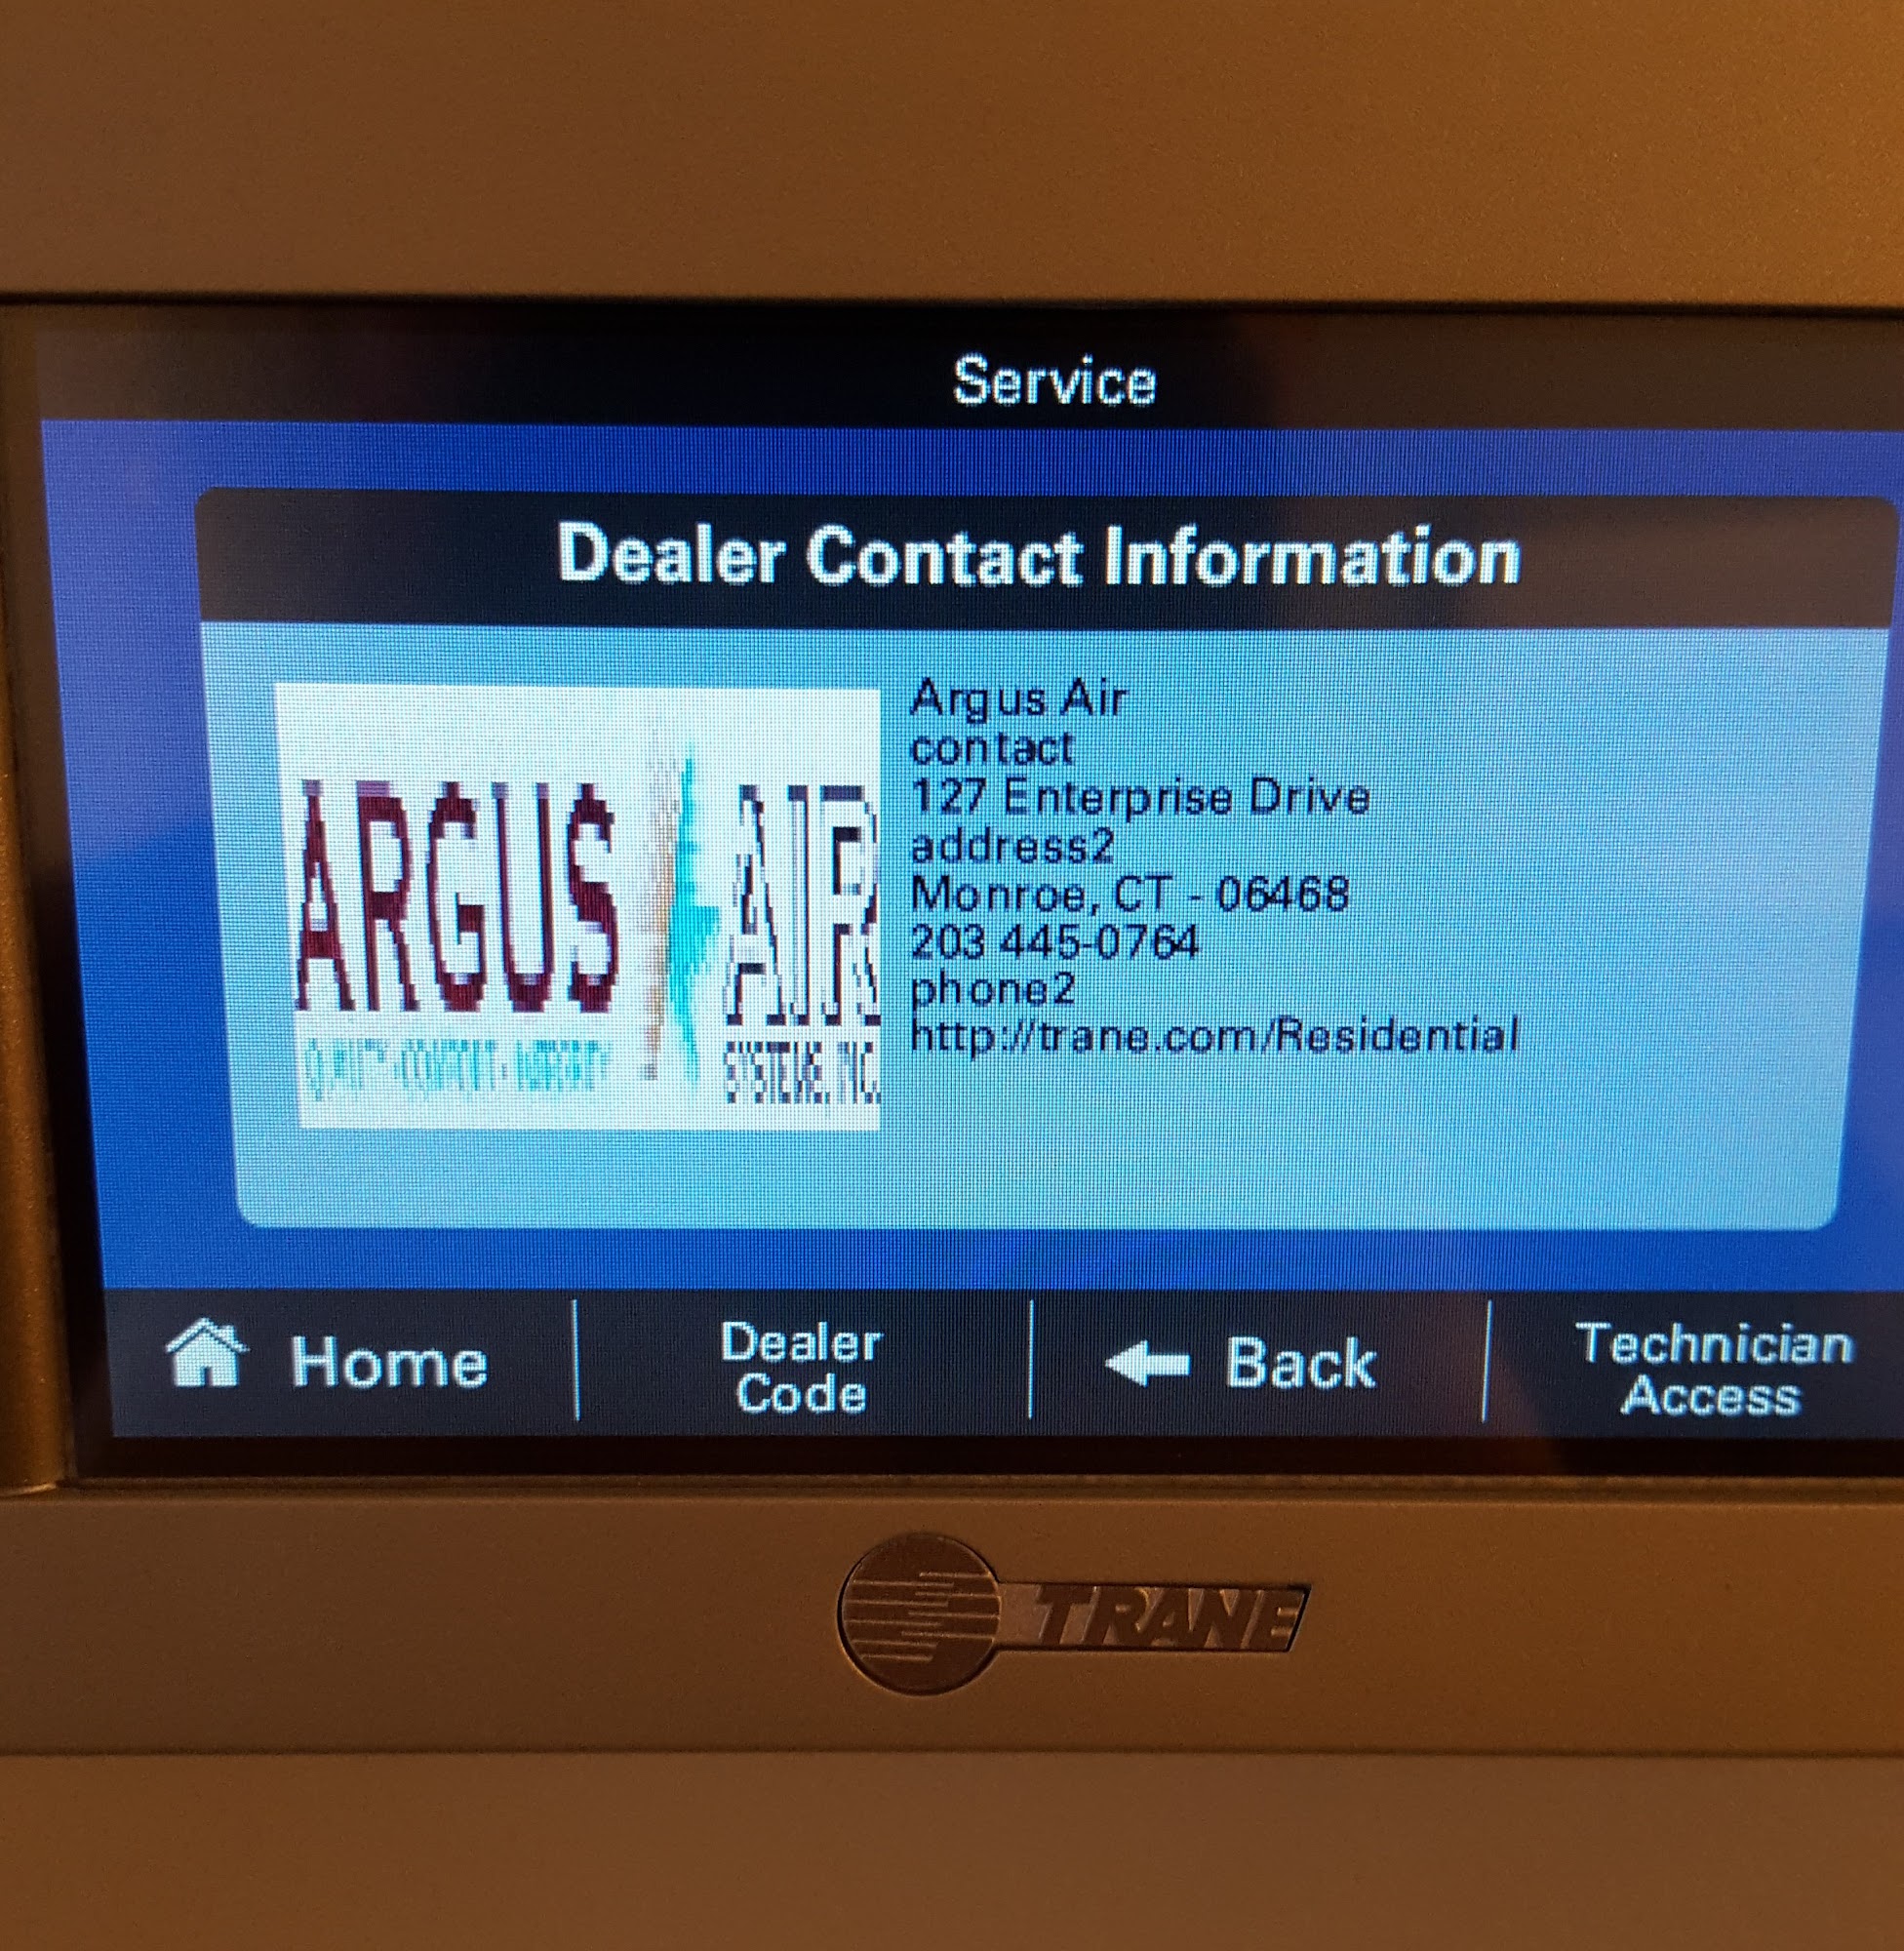 Service
Dealer Contact Information
ARGUS AIR
SYSTEMS, INC.
Argus Air
contact
127 Enterprise Drive
address2
Monroe, CT - 06468
203 445-0764
phone2
http://trane.com/Residential
Home
Dealer
Code
Back
Technician
Access
TRANE